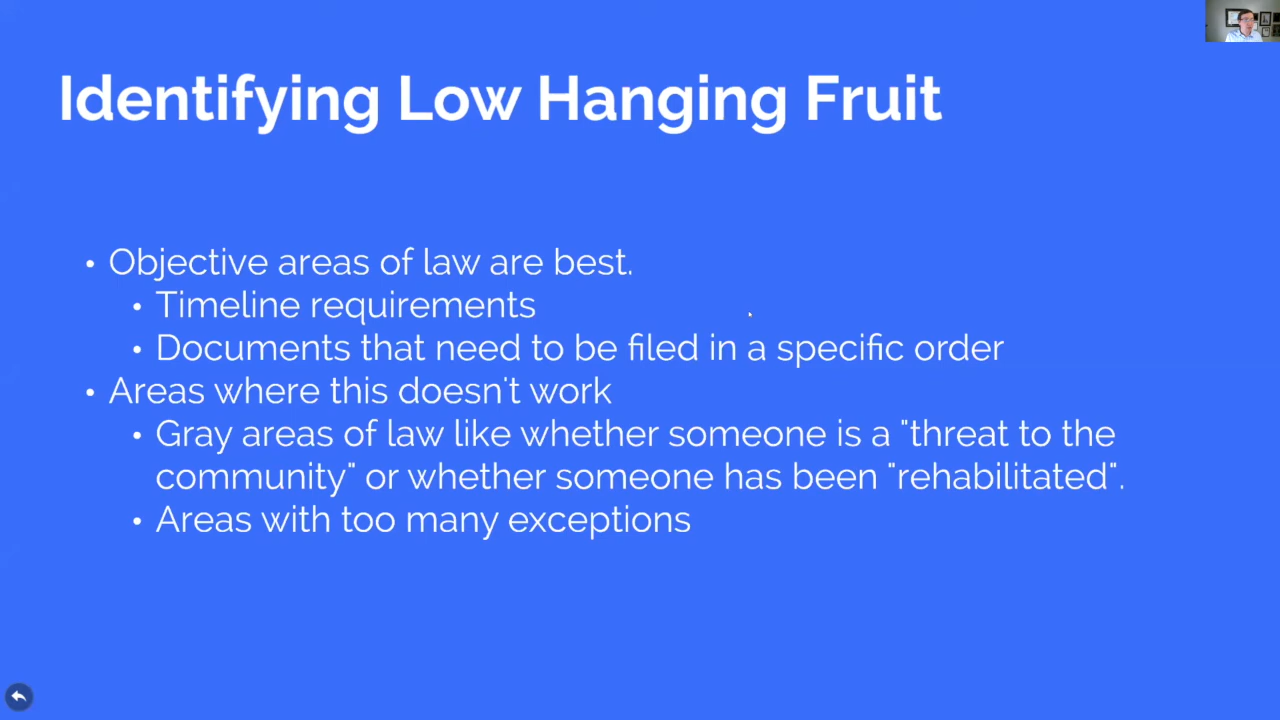 Identifying Low Hanging Fruit
• Objective areas of law are best.
• Timeline requirements
• Documents that need to be filed in a specific order
• Areas where this doesn't work
• Gray areas of law like whether someone is a "threat to the
community" or whether someone has been "rehabilitated".
• Areas with too many exceptions